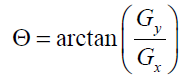 Θ = arctan(G_y / G_x)